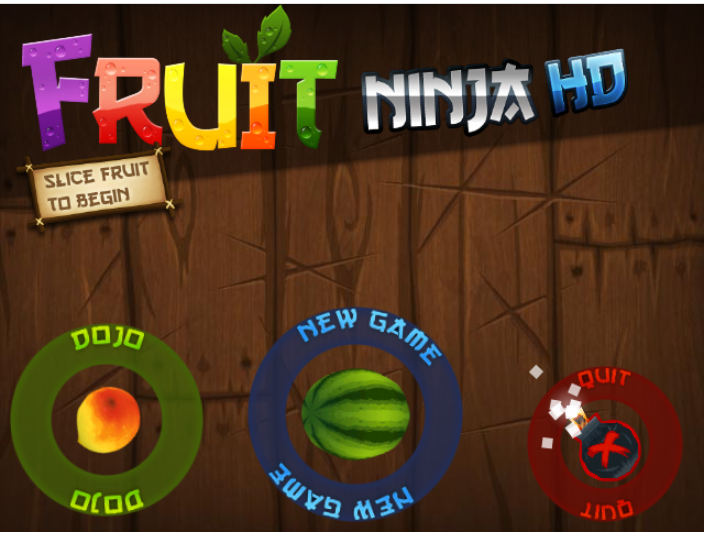 FRUIT NINJA HD
SLICE FRUIT
TO BEGIN
DOJO
DOJO
NEW GAME
NEW GAME
QUIT
QUIT